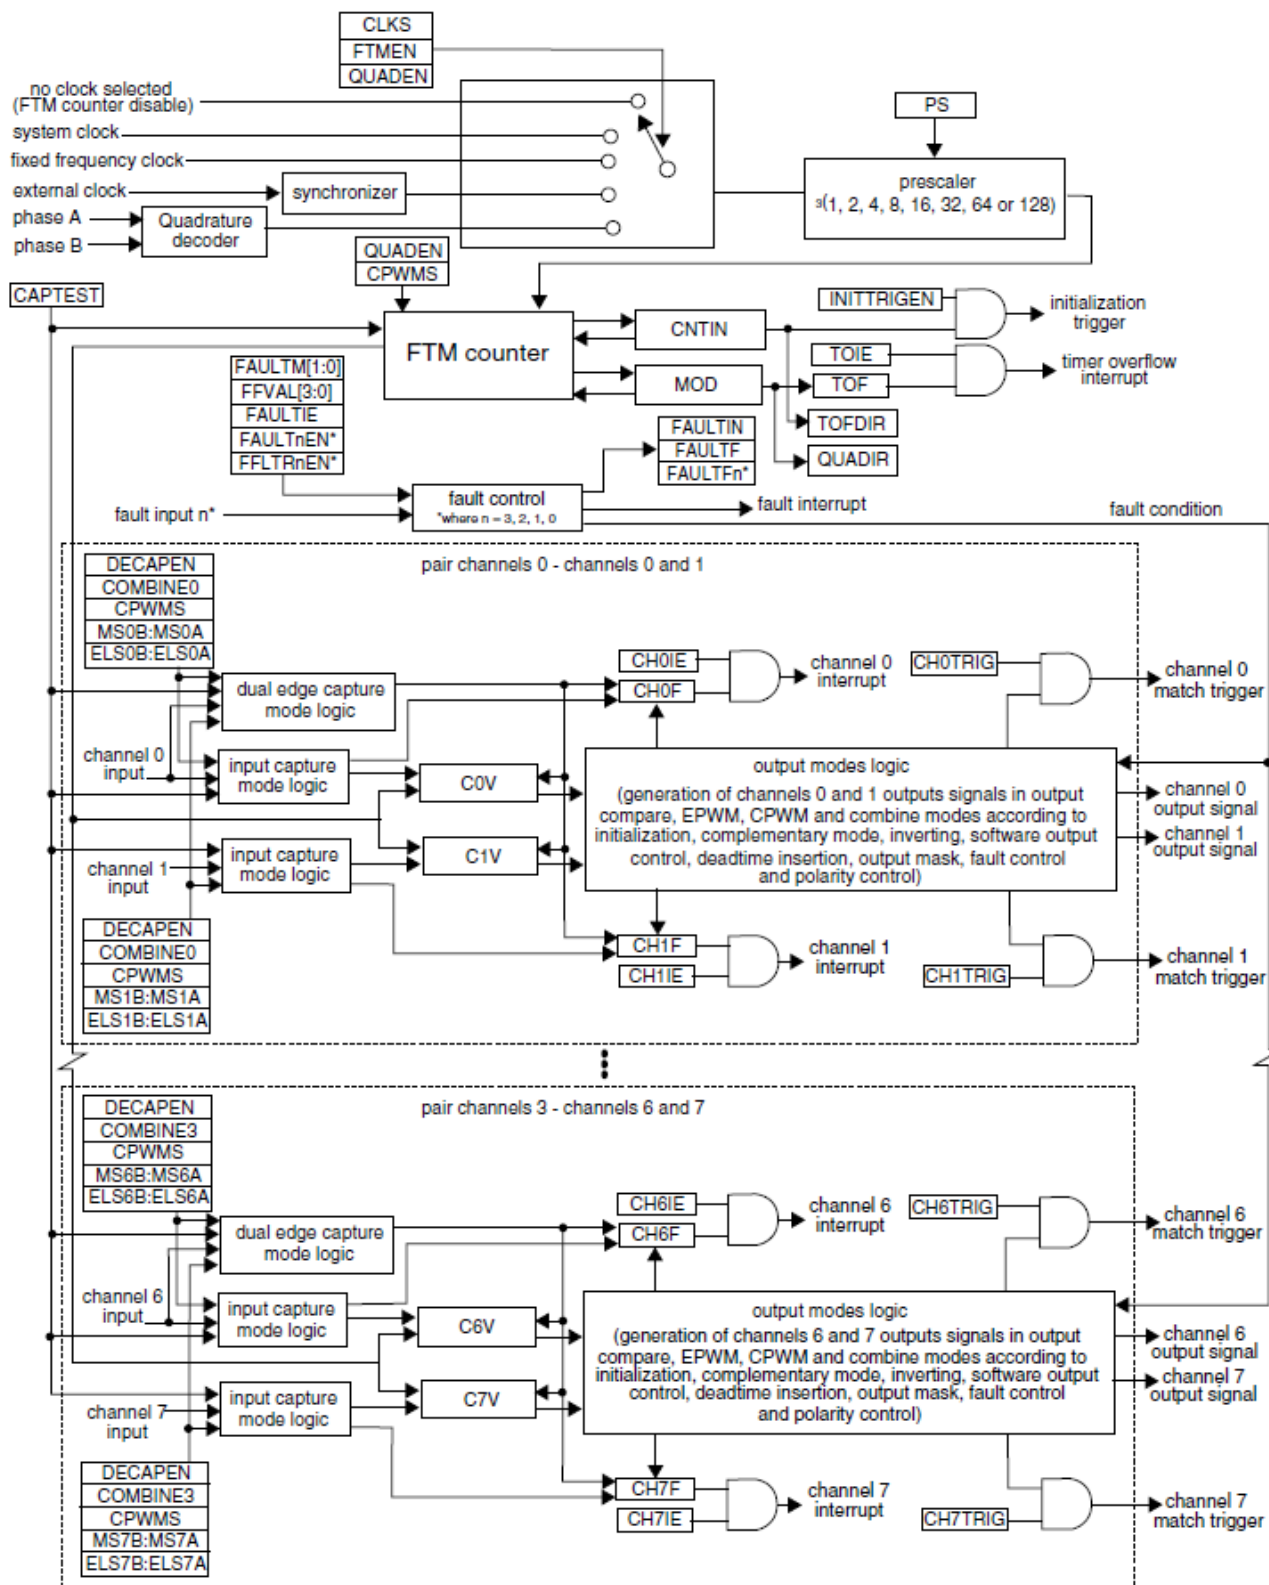 CLKS
FTMEN
QUADEN
no clock selected
(FTM counter disable)
system clock
fixed frequency clock
external clock
synchronizer
phase A
phase B
Quadrature
decoder
PS
prescaler
3(1, 2, 4, 8, 16, 32, 64 or 128)
QUADEN
CPWMS
CAPTEST
FTM counter
CNTIN
MOD
INITTRIGEN
initialization
trigger
TOIE
TOF
timer overflow
interrupt
TOFDIR
QUADIR
FAULTM[1:0]
FFVAL[3:0]
FAULTIE
FAULTnEN*
FFLTRnEN*
FAULTIN
FAULTF
FAULTFn*
fault input n*
fault control
*where n = 3, 2, 1, 0
fault interrupt
fault condition
pair channels 0 - channels 0 and 1
DECAPEN
COMBINE0
CPWMS
MS0B:MS0A
ELS0B:ELS0A
dual edge capture
mode logic
channel 0
input
input capture
mode logic
channel 1
input
input capture
mode logic
DECAPEN
COMBINE0
CPWMS
MS1B:MS1A
ELS1B:ELS1A
C0V
C1V
CH0IE
CH0F
channel 0
interrupt
CH0TRIG
channel 0
match trigger
output modes logic
(generation of channels 0 and 1 outputs signals in output
compare, EPWM, CPWM and combine modes according to
initialization, complementary mode, inverting, software output
control, deadtime insertion, output mask, fault control
and polarity control)
channel 0
output signal
channel 1
output signal
CH1F
CH1IE
channel 1
interrupt
CH1TRIG
channel 1
match trigger
pair channels 3 - channels 6 and 7
DECAPEN
COMBINE3
CPWMS
MS6B:MS6A
ELS6B:ELS6A
dual edge capture
mode logic
channel 6
input
input capture
mode logic
channel 7
input
input capture
mode logic
DECAPEN
COMBINE3
CPWMS
MS7B:MS7A
ELS7B:ELS7A
C6V
C7V
CH6IE
CH6F
channel 6
interrupt
CH6TRIG
channel 6
match trigger
output modes logic
(generation of channels 6 and 7 outputs signals in output
compare, EPWM, CPWM and combine modes according to
initialization, complementary mode, inverting, software output
control, deadtime insertion, output mask, fault control
and polarity control)
channel 6
output signal
channel 7
output signal
CH7F
CH7IE
channel 7
interrupt
CH7TRIG
channel 7
match trigger